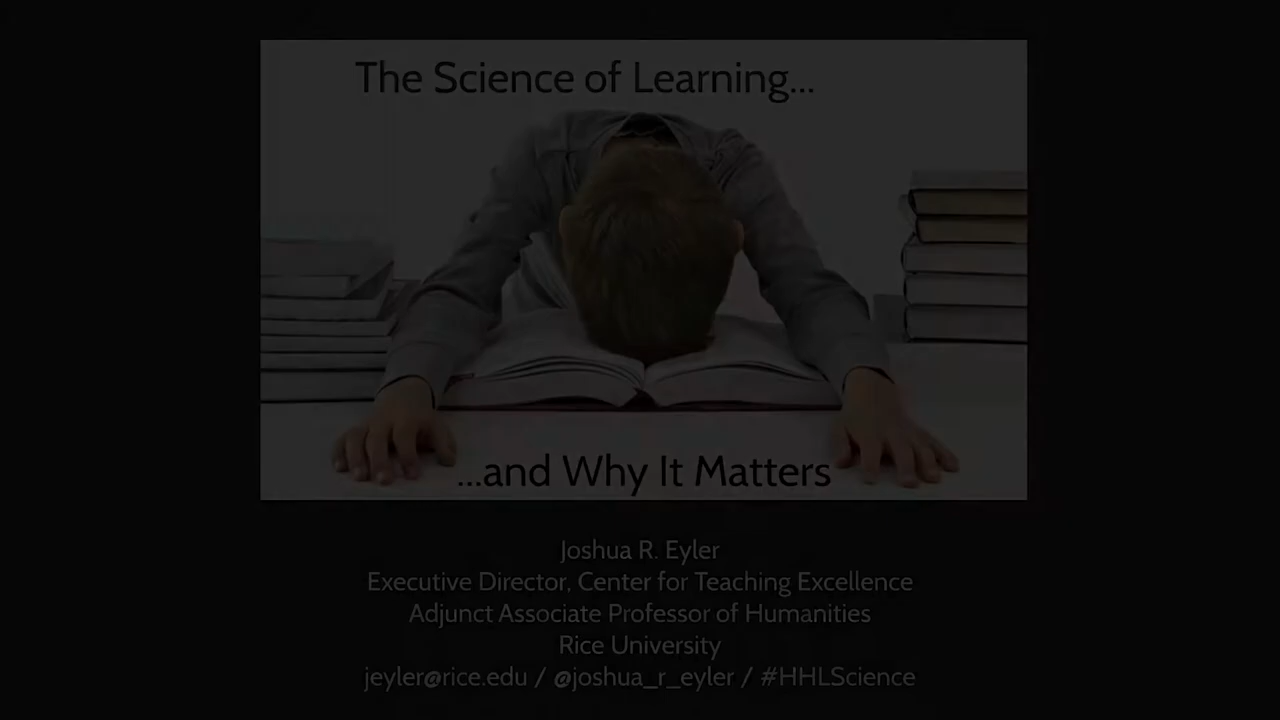 The Science of Learning...
...and Why It Matters
Joshua R. Eyler
Executive Director, Center for Teaching Excellence
Adjunct Associate Professor of Humanities
Rice University
jeyler@rice.edu / @joshua_r_eyler / #HHLScience